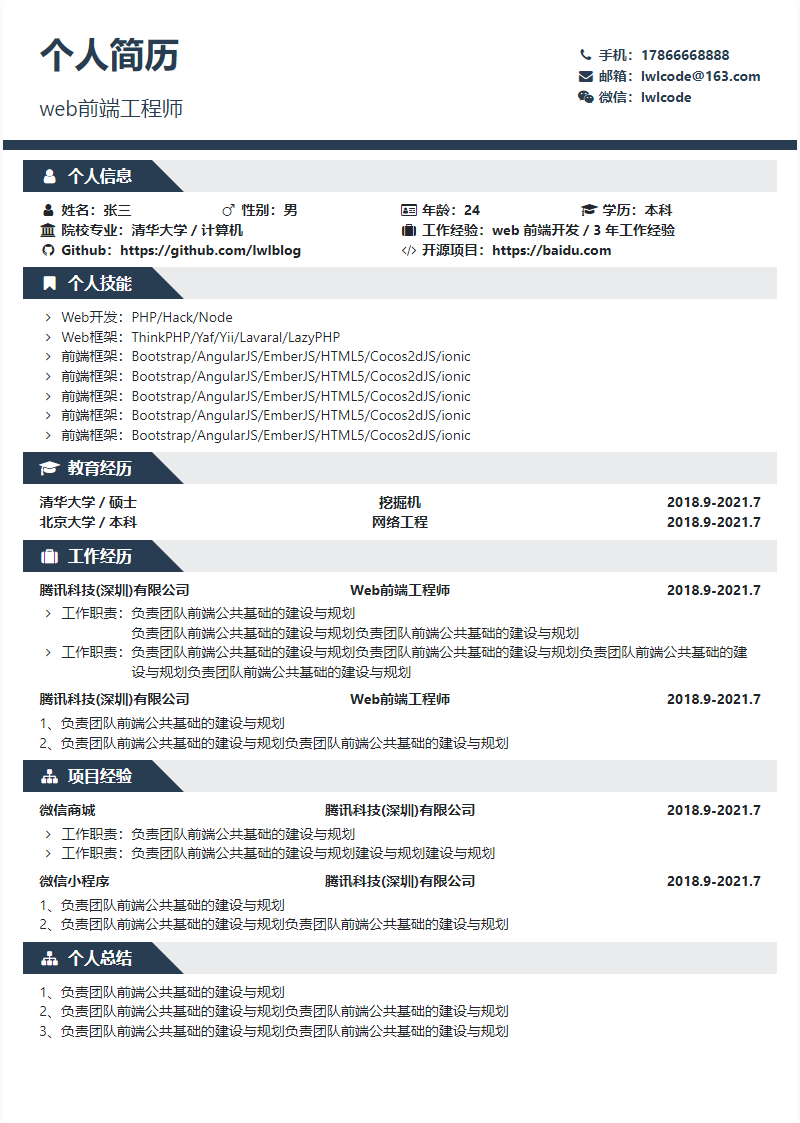 个人简历
web前端工程师
手机：17866668888
邮箱：lwlcode@163.com
微信：lwlcode
个人信息
姓名：张三 性别：男 年龄：24 学历：本科
院校专业：清华大学 / 计算机 工作经验：web 前端开发 / 3 年工作经验
Github：https://github.com/lwlblog 开源项目：https://baidu.com
个人技能
Web开发：PHP/Hack/Node
Web框架：ThinkPHP/Yaf/Yii/Lavaral/LazyPHP
前端框架：Bootstrap/AngularJS/EmberJS/HTML5/Cocos2dJS/ionic
前端框架：Bootstrap/AngularJS/EmberJS/HTML5/Cocos2dJS/ionic
前端框架：Bootstrap/AngularJS/EmberJS/HTML5/Cocos2dJS/ionic
前端框架：Bootstrap/AngularJS/EmberJS/HTML5/Cocos2dJS/ionic
前端框架：Bootstrap/AngularJS/EmberJS/HTML5/Cocos2dJS/ionic
教育经历
清华大学 / 硕士 挖掘机 2018.9-2021.7
北京大学 / 本科 网络工程 2018.9-2021.7
工作经历
腾讯科技(深圳)有限公司 Web前端工程师 2018.9-2021.7
工作职责：负责团队前端公共基础的建设与规划
负责团队前端公共基础的建设与规划负责团队前端公共基础的建设与规划
工作职责：负责团队前端公共基础的建设与规划负责团队前端公共基础的建设与规划负责团队前端公共基础的建
设与规划负责团队前端公共基础的建设与规划
腾讯科技(深圳)有限公司 Web前端工程师 2018.9-2021.7
1、负责团队前端公共基础的建设与规划
2、负责团队前端公共基础的建设与规划负责团队前端公共基础的建设与规划
项目经验
微信商城 腾讯科技(深圳)有限公司 2018.9-2021.7
工作职责：负责团队前端公共基础的建设与规划
工作职责：负责团队前端公共基础的建设与规划建设与规划建设与规划
微信小程序 腾讯科技(深圳)有限公司 2018.9-2021.7
1、负责团队前端公共基础的建设与规划
2、负责团队前端公共基础的建设与规划负责团队前端公共基础的建设与规划
个人总结
1、负责团队前端公共基础的建设与规划
2、负责团队前端公共基础的建设与规划负责团队前端公共基础的建设与规划
3、负责团队前端公共基础的建设与规划负责团队前端公共基础的建设与规划